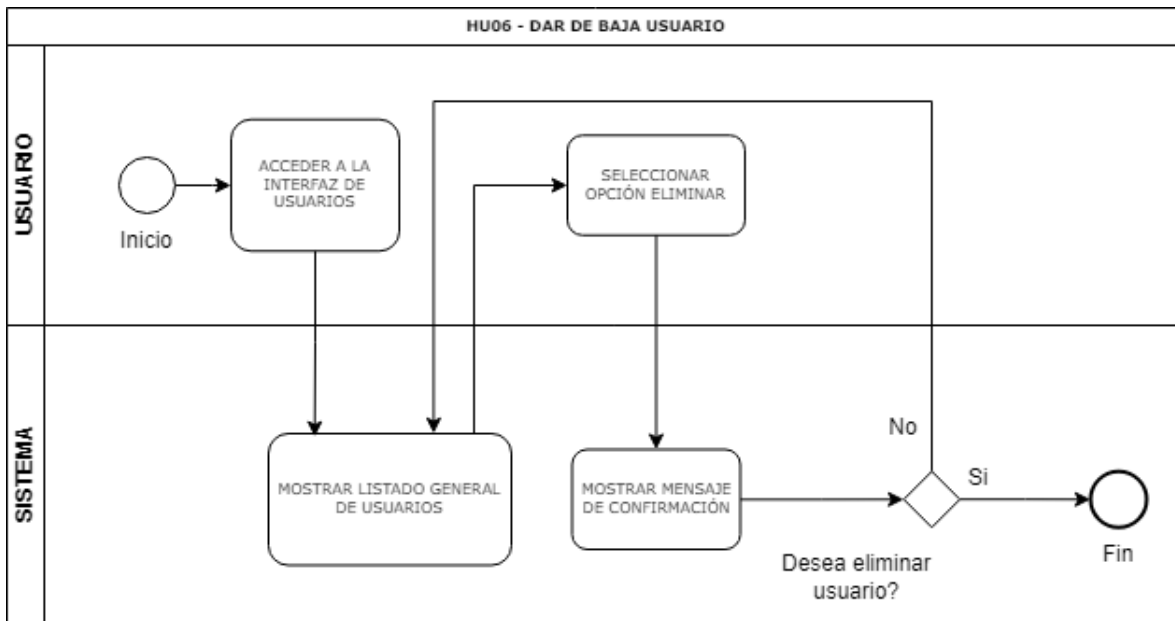 HU06 - DAR DE BAJA USUARIO
USUARIO
Inicio
ACCEDER A LA
INTERFAZ DE
USUARIOS
SELECCIONAR
OPCIÓN ELIMINAR
SISTEMA
MOSTRAR LISTADO GENERAL
DE USUARIOS
MOSTRAR MENSAJE
DE CONFIRMACIÓN
No
Si
Desea eliminar
usuario?
Fin